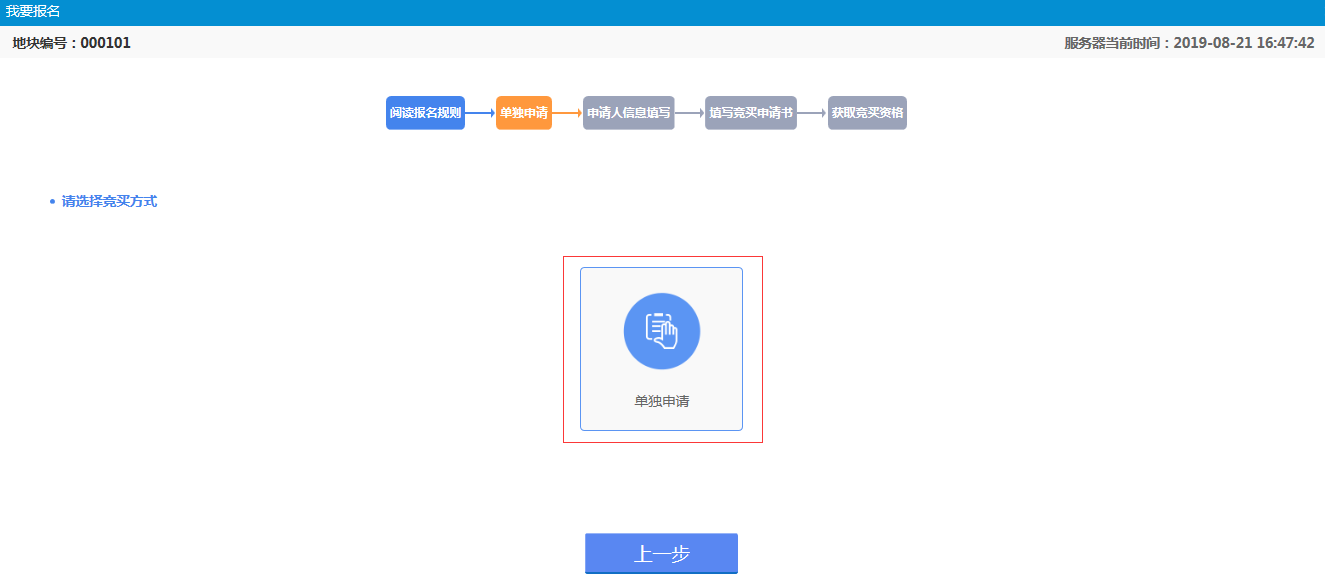 我要报名
地块编号：000101
服务器当前时间：2019-08-21 16:47:42
阅读报名规则
单独申请
申请人信息填写
填写竞买申请书
获取竞买资格
请选择竞买方式
单独申请
上一步